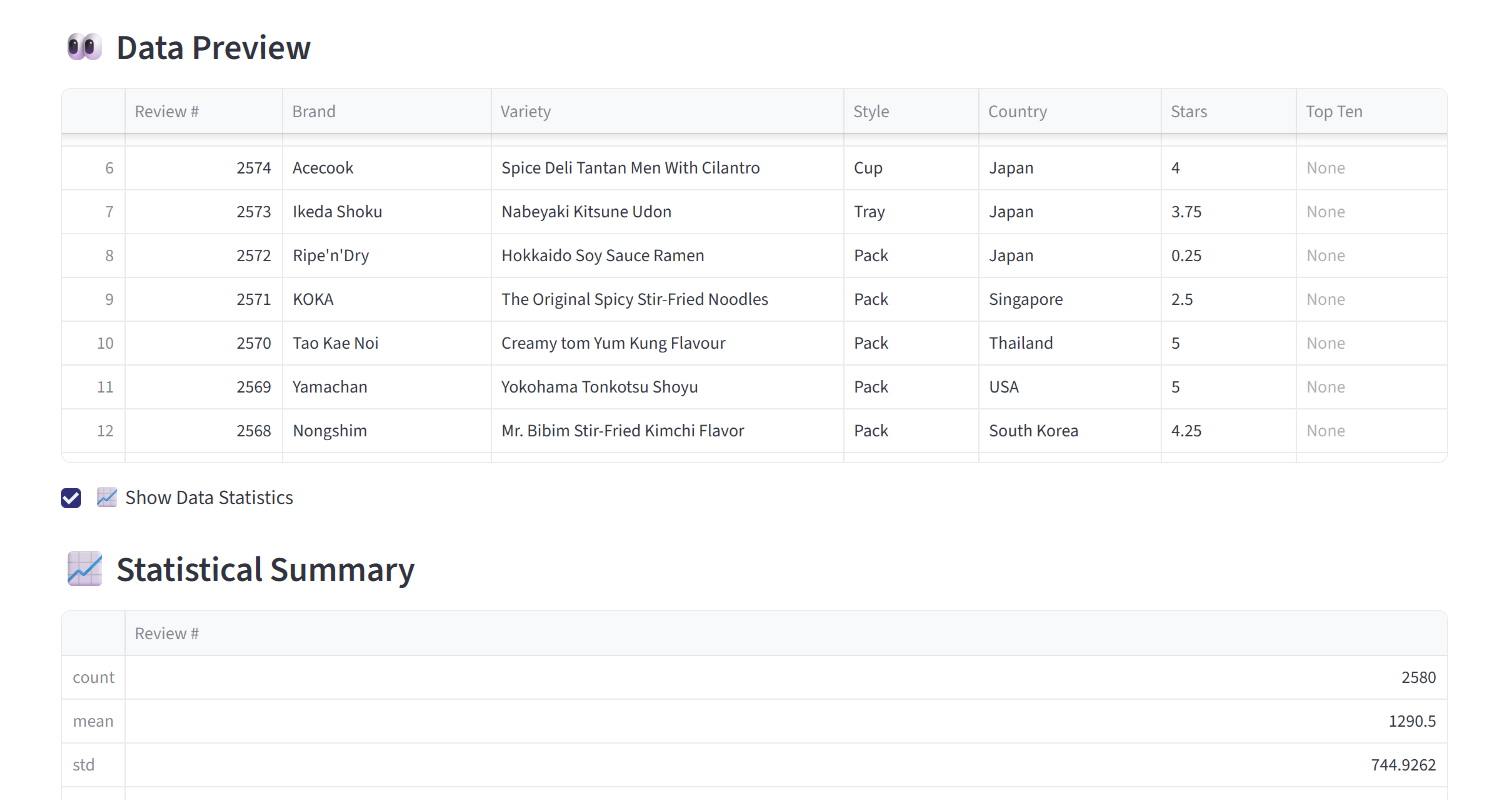 👀 Data Preview
Review # Brand Variety Style Country Stars Top Ten
6 2574 Acecook Spice Deli Tantan Men With Cilantro Cup Japan 4 None
7 2573 Ikeda Shoku Nabeyaki Kitsune Udon Tray Japan 3.75 None
8 2572 Ripe'n'Dry Hokkaido Soy Sauce Ramen Pack Japan 0.25 None
9 2571 KOKA The Original Spicy Stir-Fried Noodles Pack Singapore 2.5 None
10 2570 Tao Kae Noi Creamy tom Yum Kung Flavour Pack Thailand 5 None
11 2569 Yamachan Yokohama Tonkotsu Shoyu Pack USA 5 None
12 2568 Nongshim Mr. Bibim Stir-Fried Kimchi Flavor Pack South Korea 4.25 None
📈 Show Data Statistics
📈 Statistical Summary
Review #
count 2580
mean 1290.5
std 744.9262